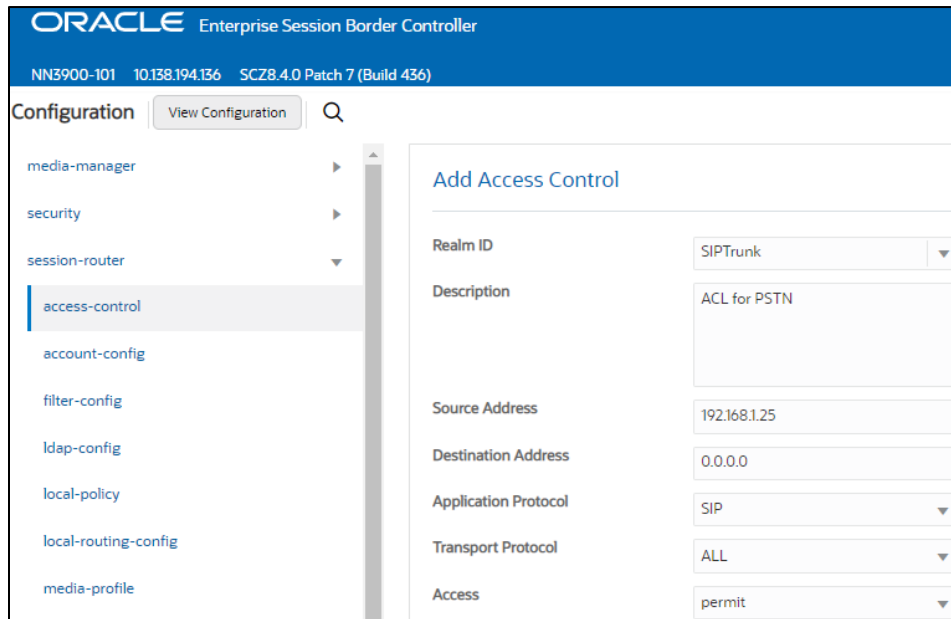 ORACLE Enterprise Session Border Controller
NN3900-101 10.138.194.136 SCZ8.4.0 Patch 7 (Build 436)
Configuration View Configuration
media-manager
security
session-router
access-control
account-config
filter-config
ldap-config
local-policy
local-routing-config
media-profile
Add Access Control
Realm ID SIPTrunk
Description ACL for PSTN
Source Address 192.168.1.25
Destination Address 0.0.0.0
Application Protocol SIP
Transport Protocol ALL
Access permit